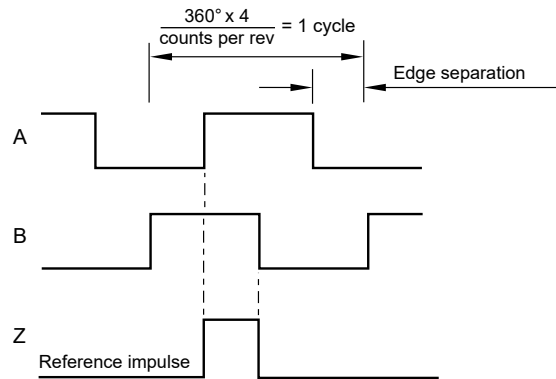 360° x 4
counts per rev
= 1 cycle
Edge separation
A
B
Z
Reference impulse